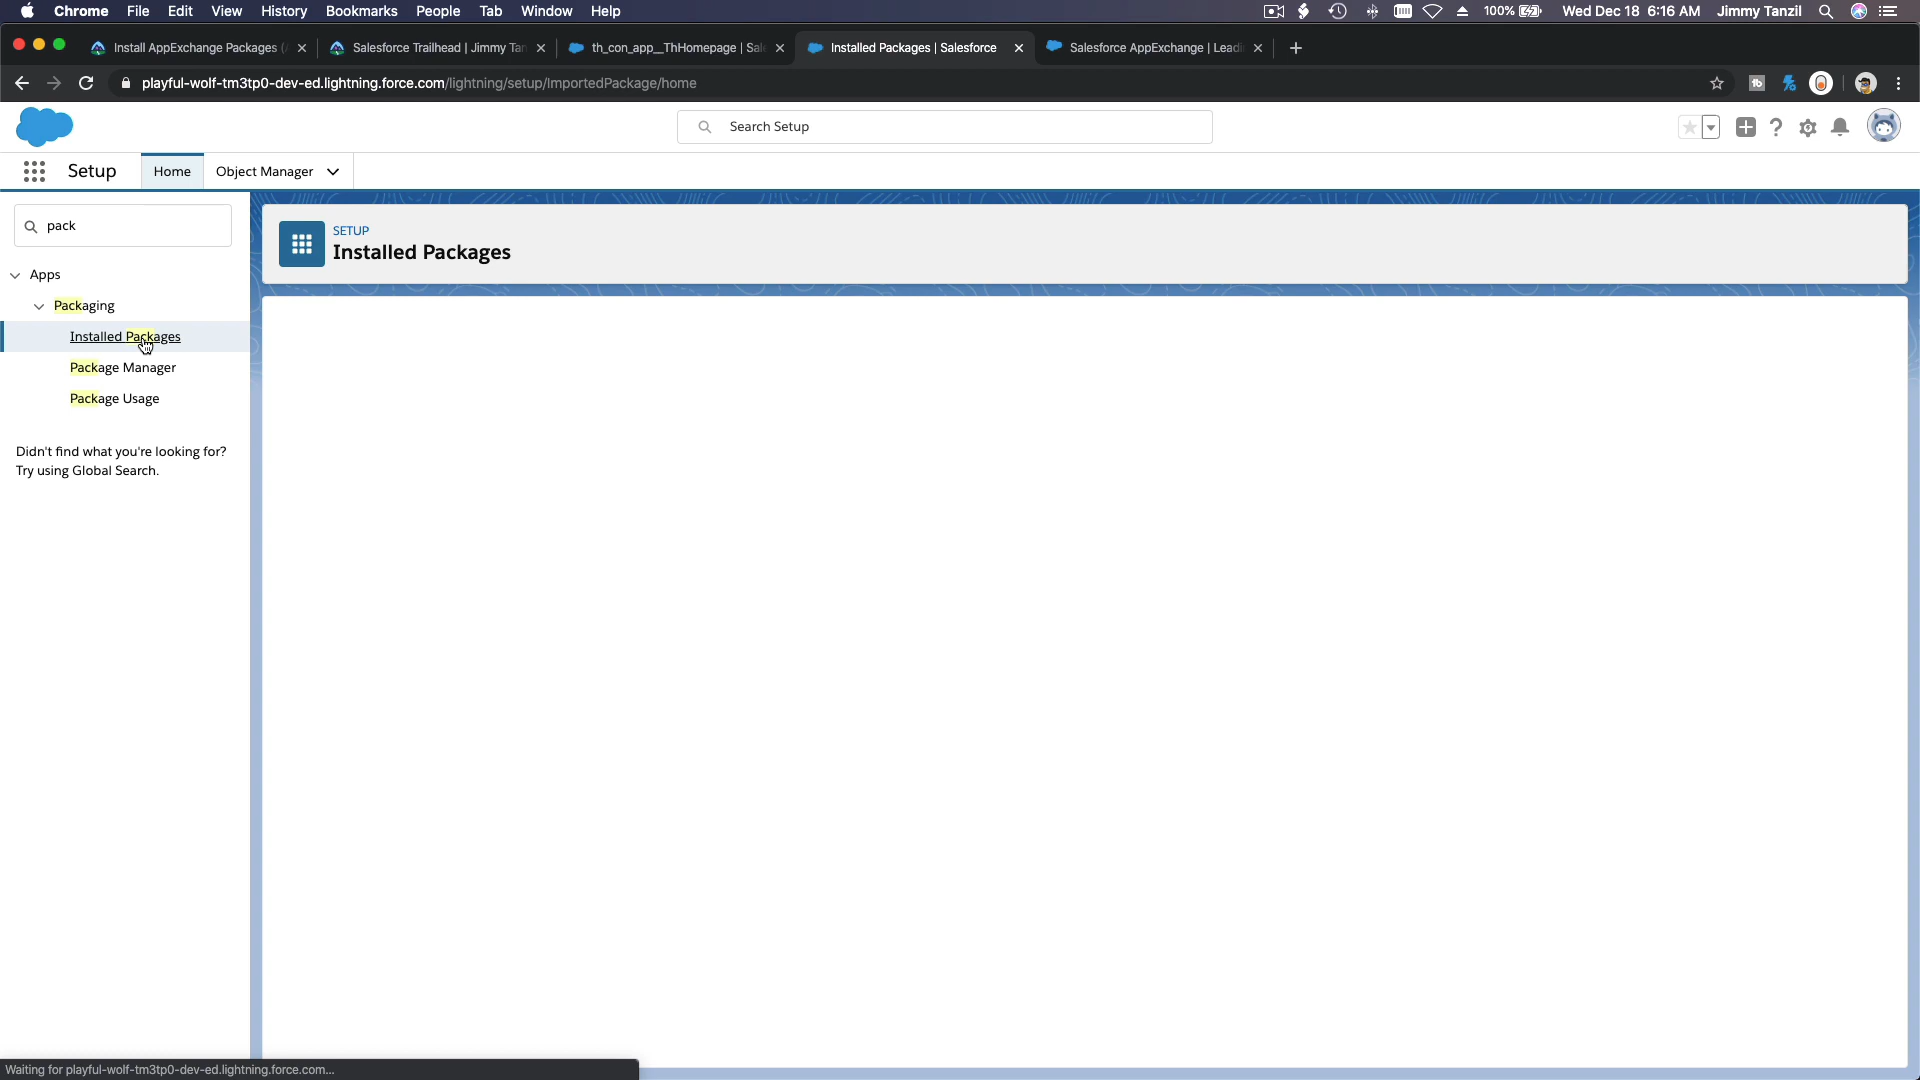 Chrome File Edit View History Bookmarks People Tab Window Help 100% Wed Dec 18 6:16 AM Jimmy Tanzil
Install AppExchange Packages Salesforce Trailhead | Jimmy Tan th_con_app__ThHomepage | Sal Installed Packages | Salesforce Salesforce AppExchange | Leadi
playful-wolf-tm3tp0-dev-ed.lightning.force.com/lightning/setup/ImportedPackage/home
Search Setup
Setup Home Object Manager
pack
SETUP
Installed Packages
Apps
Packaging
Installed Packages
Package Manager
Package Usage
Didn't find what you're looking for?
Try using Global Search.
Waiting for playful-wolf-tm3tp0-dev-ed.lightning.force.com...